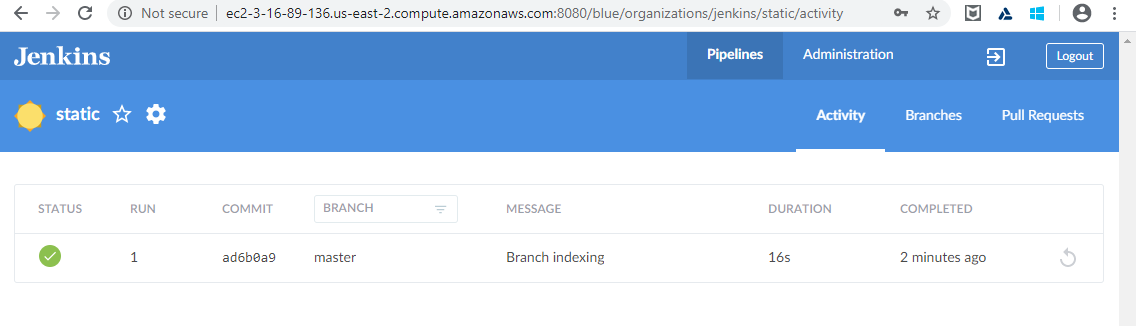 Not secure | ec2-3-16-89-136.us-east-2.compute.amazonaws.com:8080/blue/organizations/jenkins/static/activity
Jenkins Pipelines Administration Logout
static Activity Branches Pull Requests
STATUS RUN COMMIT BRANCH MESSAGE DURATION COMPLETED
1 ad6b0a9 master Branch indexing 16s 2 minutes ago